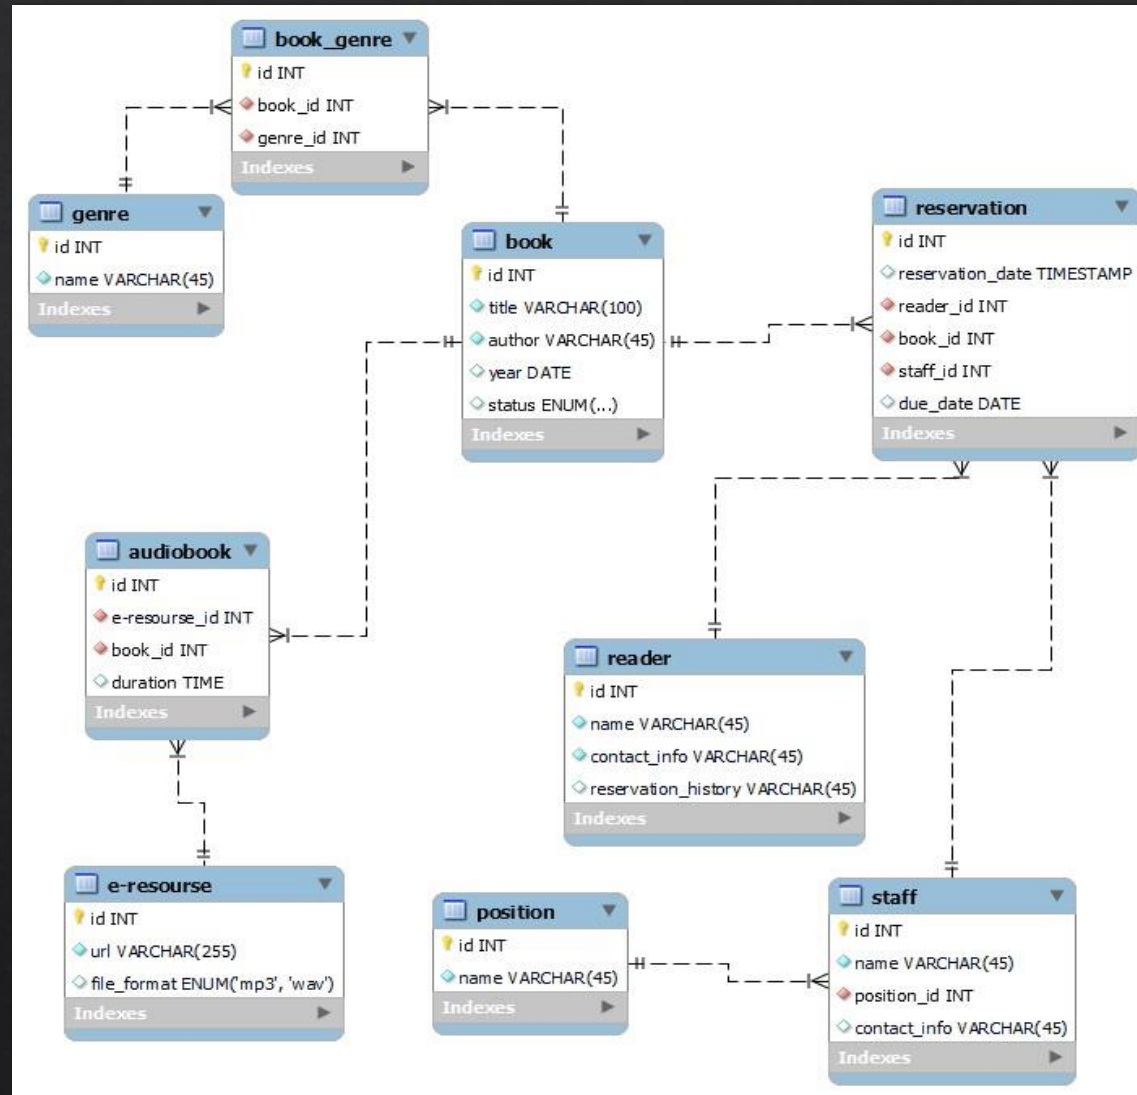 book_genre
id INT
book_id INT
genre_id INT
Indexes
genre
id INT
name VARCHAR(45)
Indexes
book
id INT
title VARCHAR(100)
author VARCHAR(45)
year DATE
status ENUM(...)
Indexes
reservation
id INT
reservation_date TIMESTAMP
reader_id INT
book_id INT
staff_id INT
due_date DATE
Indexes
audiobook
id INT
e-resourse_id INT
book_id INT
duration TIME
Indexes
reader
id INT
name VARCHAR(45)
contact_info VARCHAR(45)
reservation_history VARCHAR(45)
Indexes
e-resourse
id INT
url VARCHAR(255)
file_format ENUM('mp3', 'wav')
Indexes
position
id INT
name VARCHAR(45)
Indexes
staff
id INT
name VARCHAR(45)
position_id INT
contact_info VARCHAR(45)
Indexes